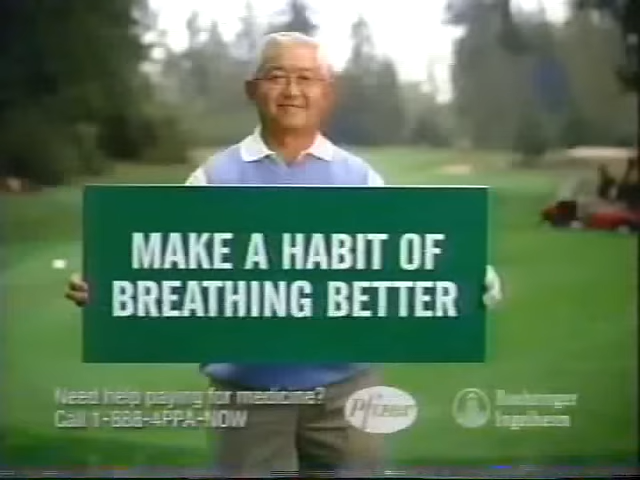 MAKE A HABIT OF
BREATHING BETTER
Need help paying for medicine?
Call 1-888-4PPA-NOW
Pfizer
Boehringer
Ingelheim